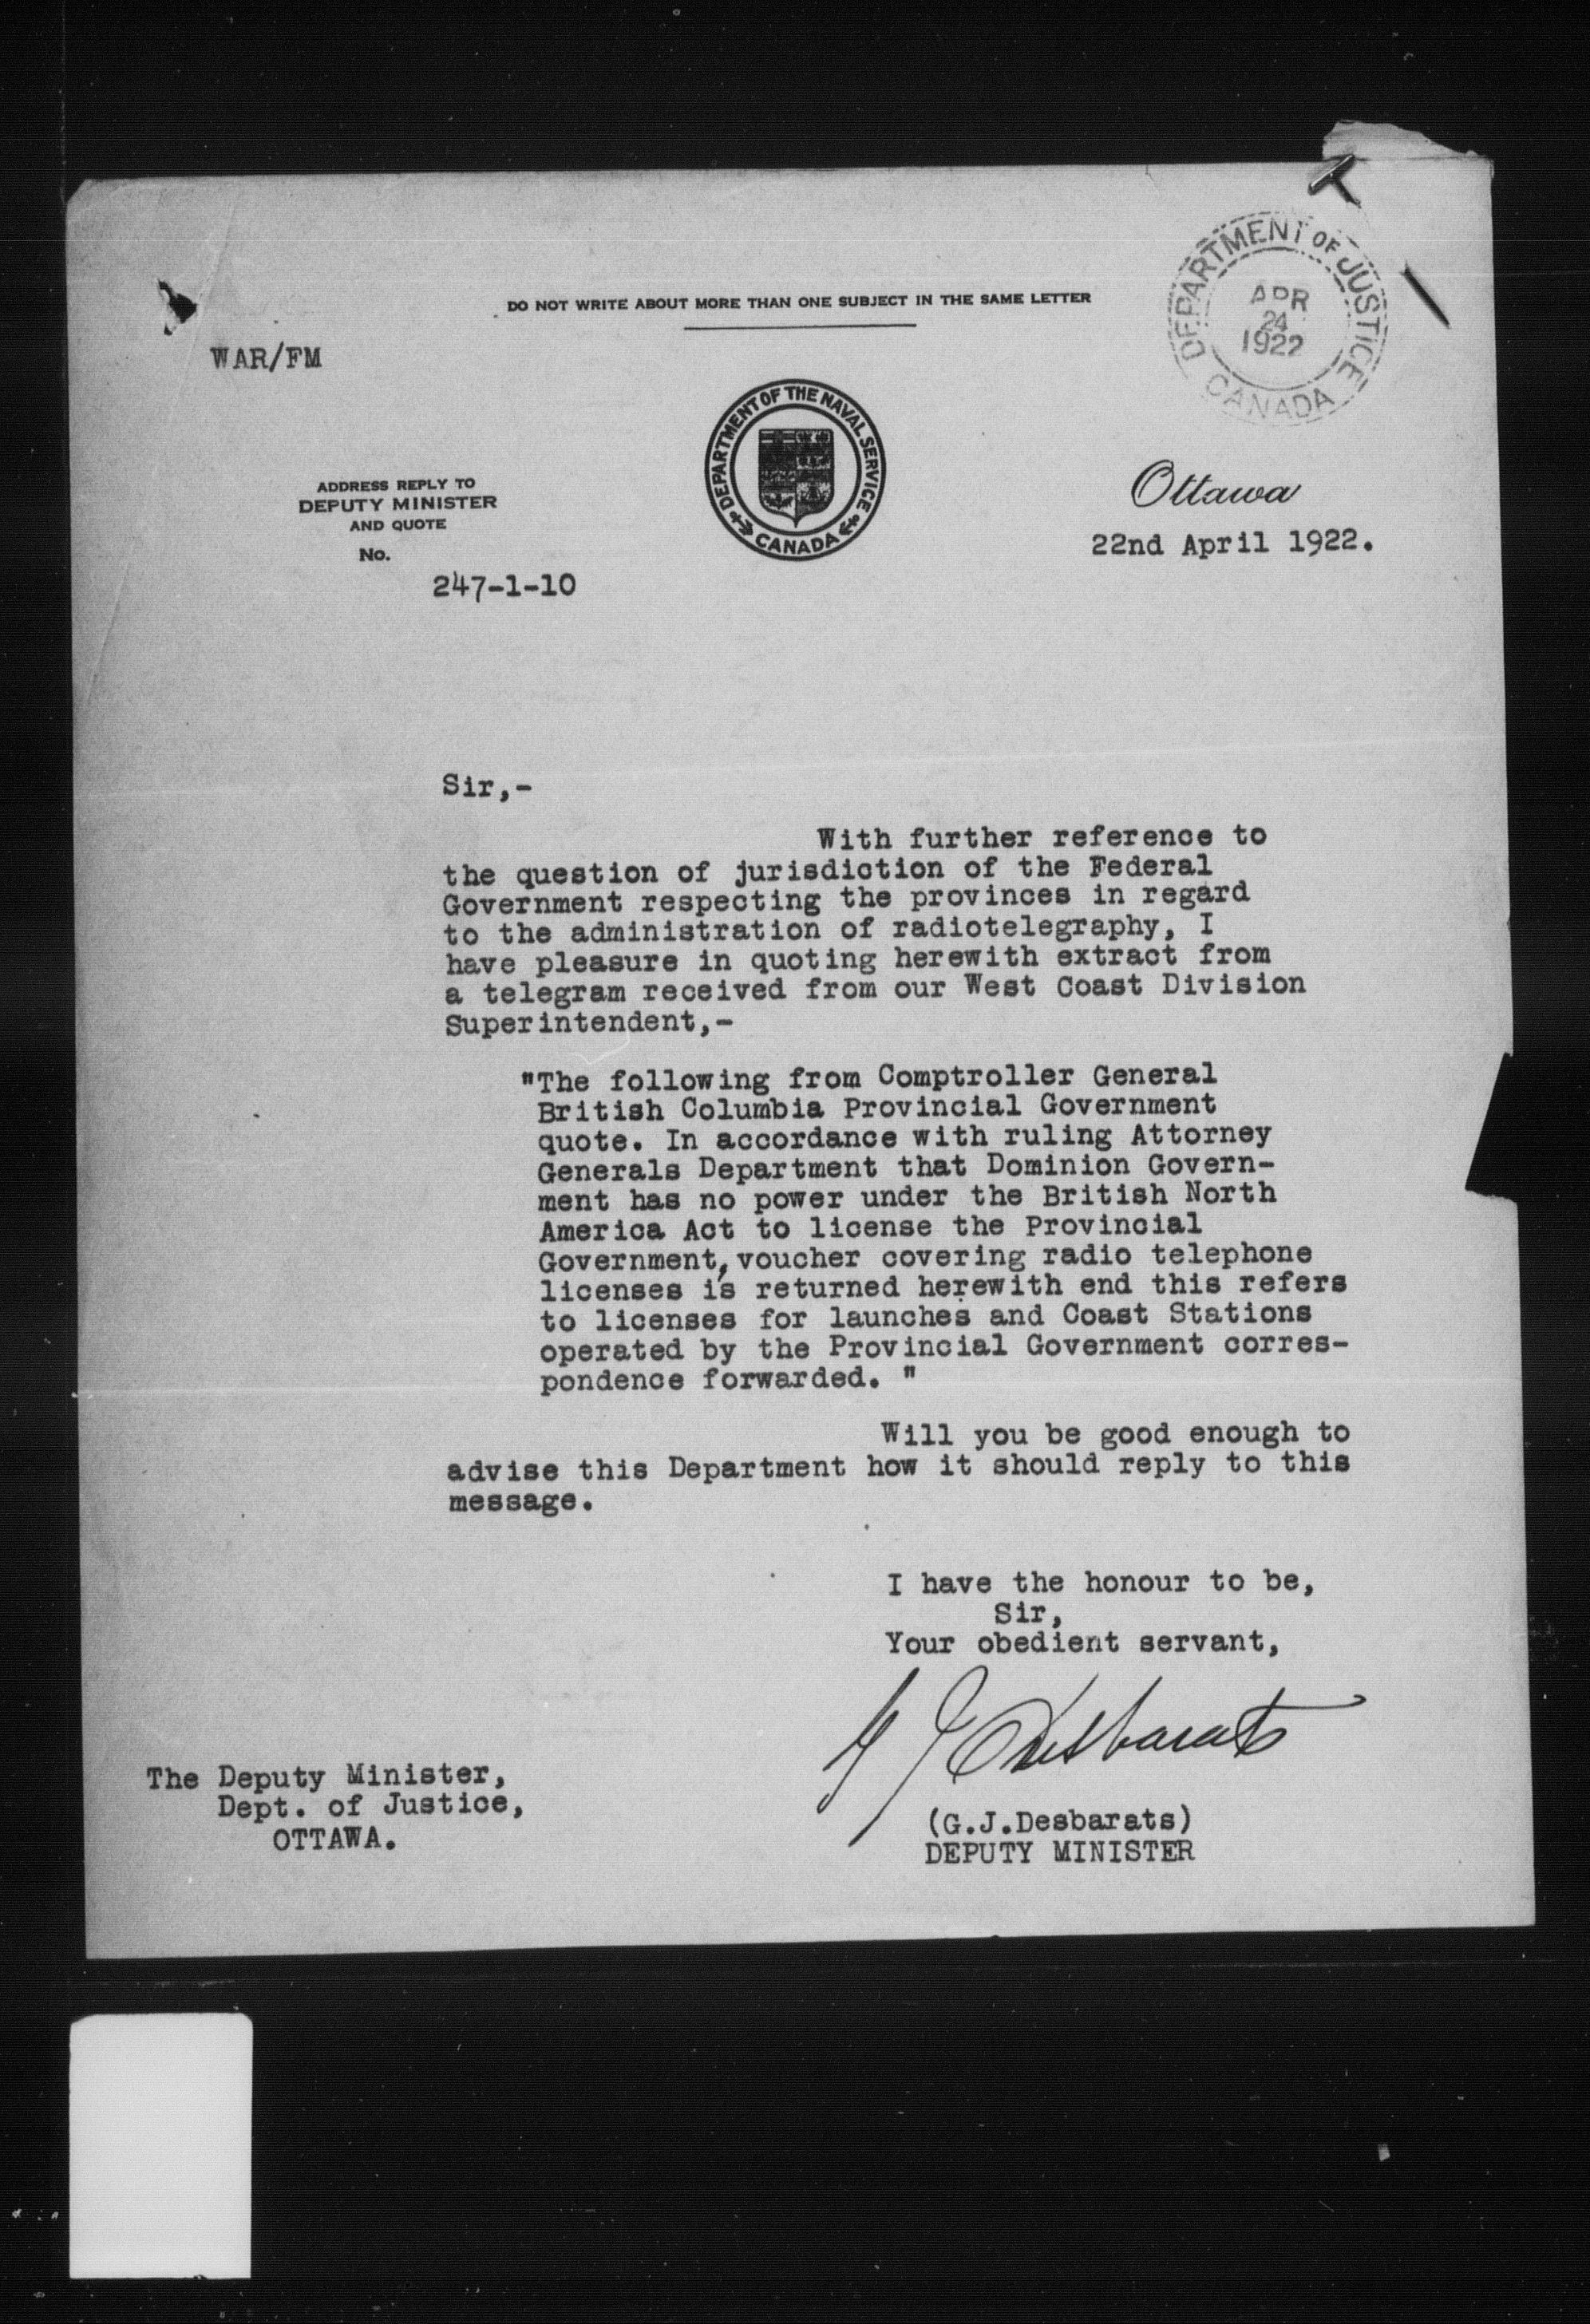 DO NOT WRITE ABOUT MORE THAN ONE SUBJECT IN THE SAME LETTER
DEPARTMENT OF JUSTICE
APR
24
1922
CANADA
WAR/FM
DEPARTMENT OF THE NAVAL SERVICE
CANADA
ADDRESS REPLY TO
DEPUTY MINISTER
AND QUOTE
No.
247-1-10
Ottawa
22nd April 1922.
Sir,-
With further reference to
the question of jurisdiction of the Federal
Government respecting the provinces in regard
to the administration of radiotelegraphy, I
have pleasure in quoting herewith extract from
a telegram received from our West Coast Division
Superintendent,-
"The following from Comptroller General
British Columbia Provincial Government
quote. In accordance with ruling Attorney
Generals Department that Dominion Govern-
ment has no power under the British North
America Act to license the Provincial
Government, voucher covering radio telephone
licenses is returned herewith end this refers
to licenses for launches and Coast Stations
operated by the Provincial Government corres-
pondence forwarded. "
Will you be good enough to
advise this Department how it should reply to this
message.
I have the honour to be,
Sir,
Your obedient servant,
G J Desbarats
(G.J.Desbarats)
DEPUTY MINISTER
The Deputy Minister,
Dept. of Justice,
OTTAWA.